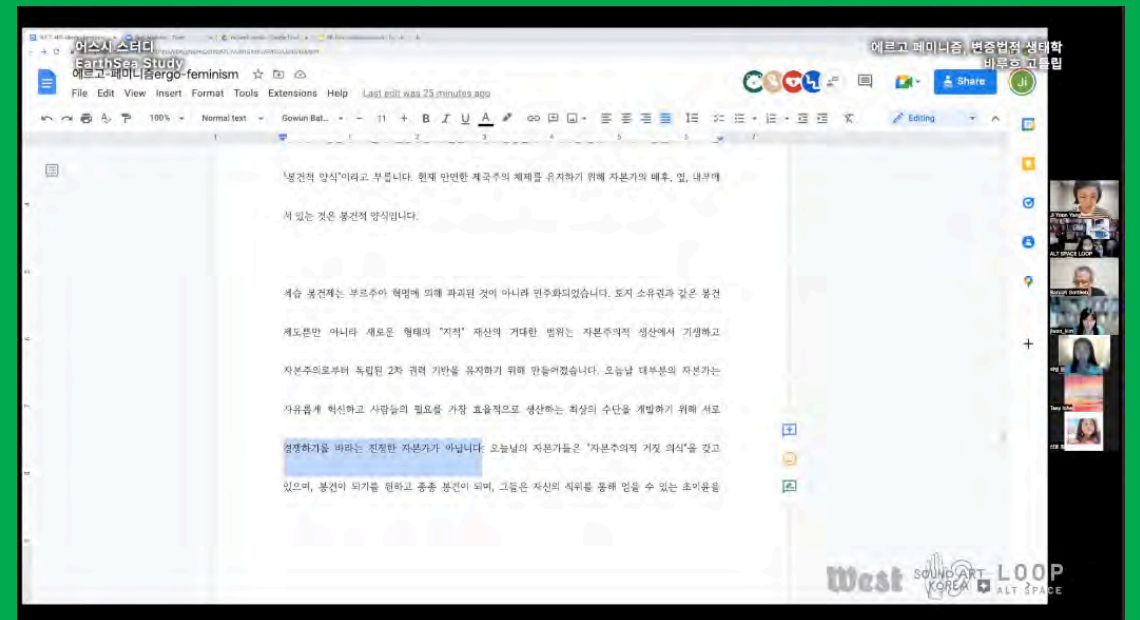 어스시 스터디
EarthSea Study
에르고 페미니즘, 변증법적 생태학
바루흐 고틀립
에르고-페미니즘ergo-feminism
Share
Ji
File Edit View Insert Format Tools Extensions Help Last edit was 25 minutes ago
100% Normal text Gowun Bat... 11 B I U A Editing
"봉건적 양식"이라고 부릅니다. 현재 만연한 제국주의 체제를 유지하기 위해 자본가의 배후, 옆, 내부에
서 있는 것은 봉건적 양식입니다.
세습 봉건제는 부르주아 혁명에 의해 파괴된 것이 아니라 민주화되었습니다. 토지 소유권과 같은 봉건
제도뿐만 아니라 새로운 형태의 "지적" 재산의 거대한 범위는 자본주의적 생산에서 기생하고
자본주의로부터 독립된 2차 권력 기반을 유지하기 위해 만들어졌습니다. 오늘날 대부분의 자본가는
자유롭게 혁신하고 사람들의 필요를 가장 효율적으로 생산하는 최상의 수단을 개발하기 위해 서로
경쟁하기를 바라는 진정한 자본가가 아닙니다: 오늘날의 자본가들은 "자본주의적 거짓 의식"을 갖고
있으며, 봉건이 되기를 원하고 종종 봉건이 되며, 그들은 자신의 직위를 통해 얻을 수 있는 초이윤을
Ji Yoon Yang
ALT SPACE LOOP
Baruch Gottlieb
jiwon_kim
West
SOUND ART
KOREA
LOOP
ALT SPACE